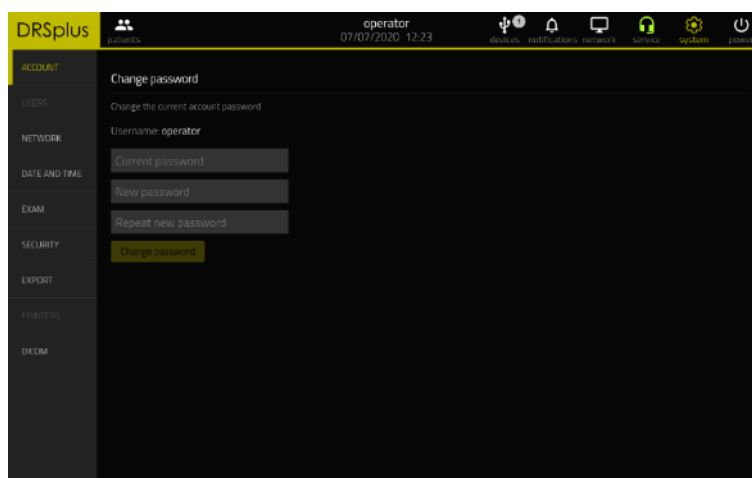 DRSplus
patients
operator
07/07/2020 12:23
1
devices
notifications
network
service
system
power
ACCOUNT
USERS
NETWORK
DATE AND TIME
EXAM
SECURITY
EXPORT
PRINTERS
DICOM
Change password
Change the current account password
Username: operator
Current password
New password
Repeat new password
Change password